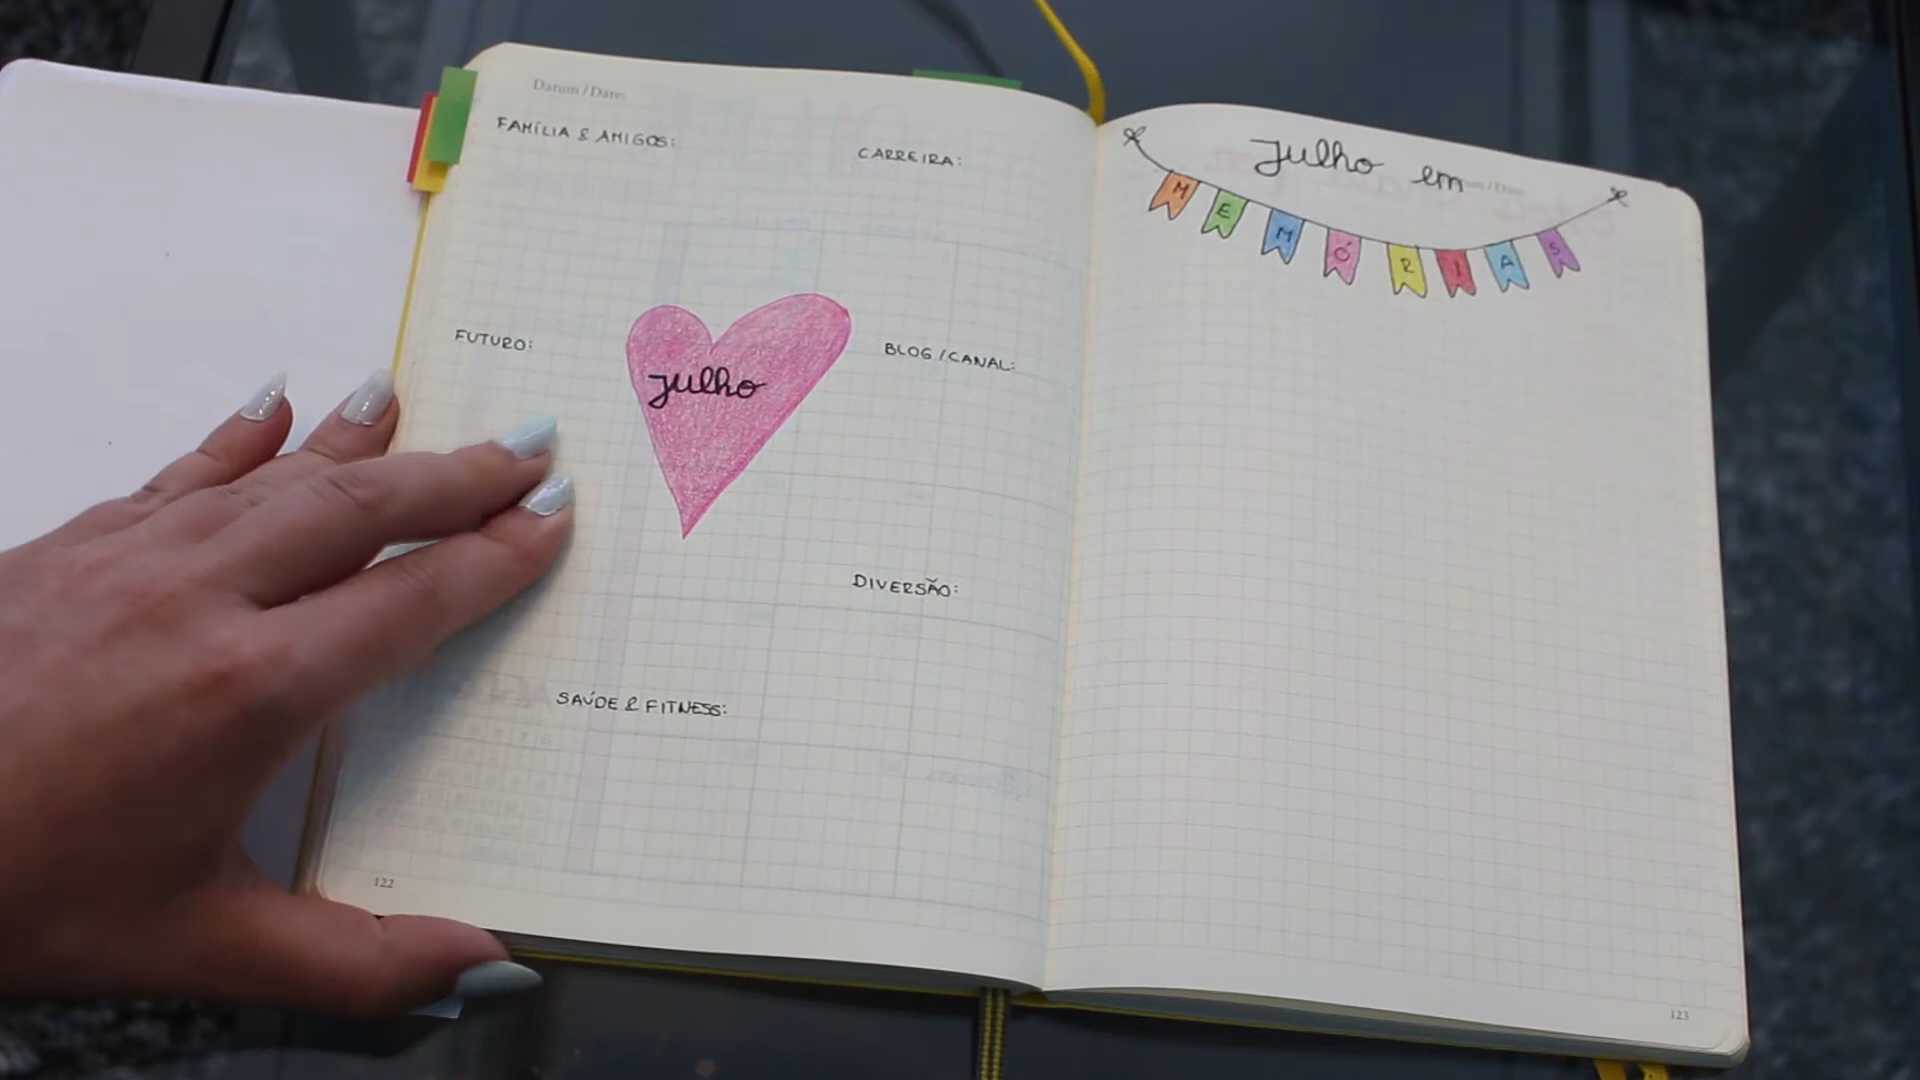 Datum / Date:
FAMÍLIA & AMIGOS:
CARREIRA:
FUTURO:
julho
BLOG/CANAL:
DIVERSÃO:
SAÚDE & FITNESS:
122
Julho em
MEMÓRIAS
123